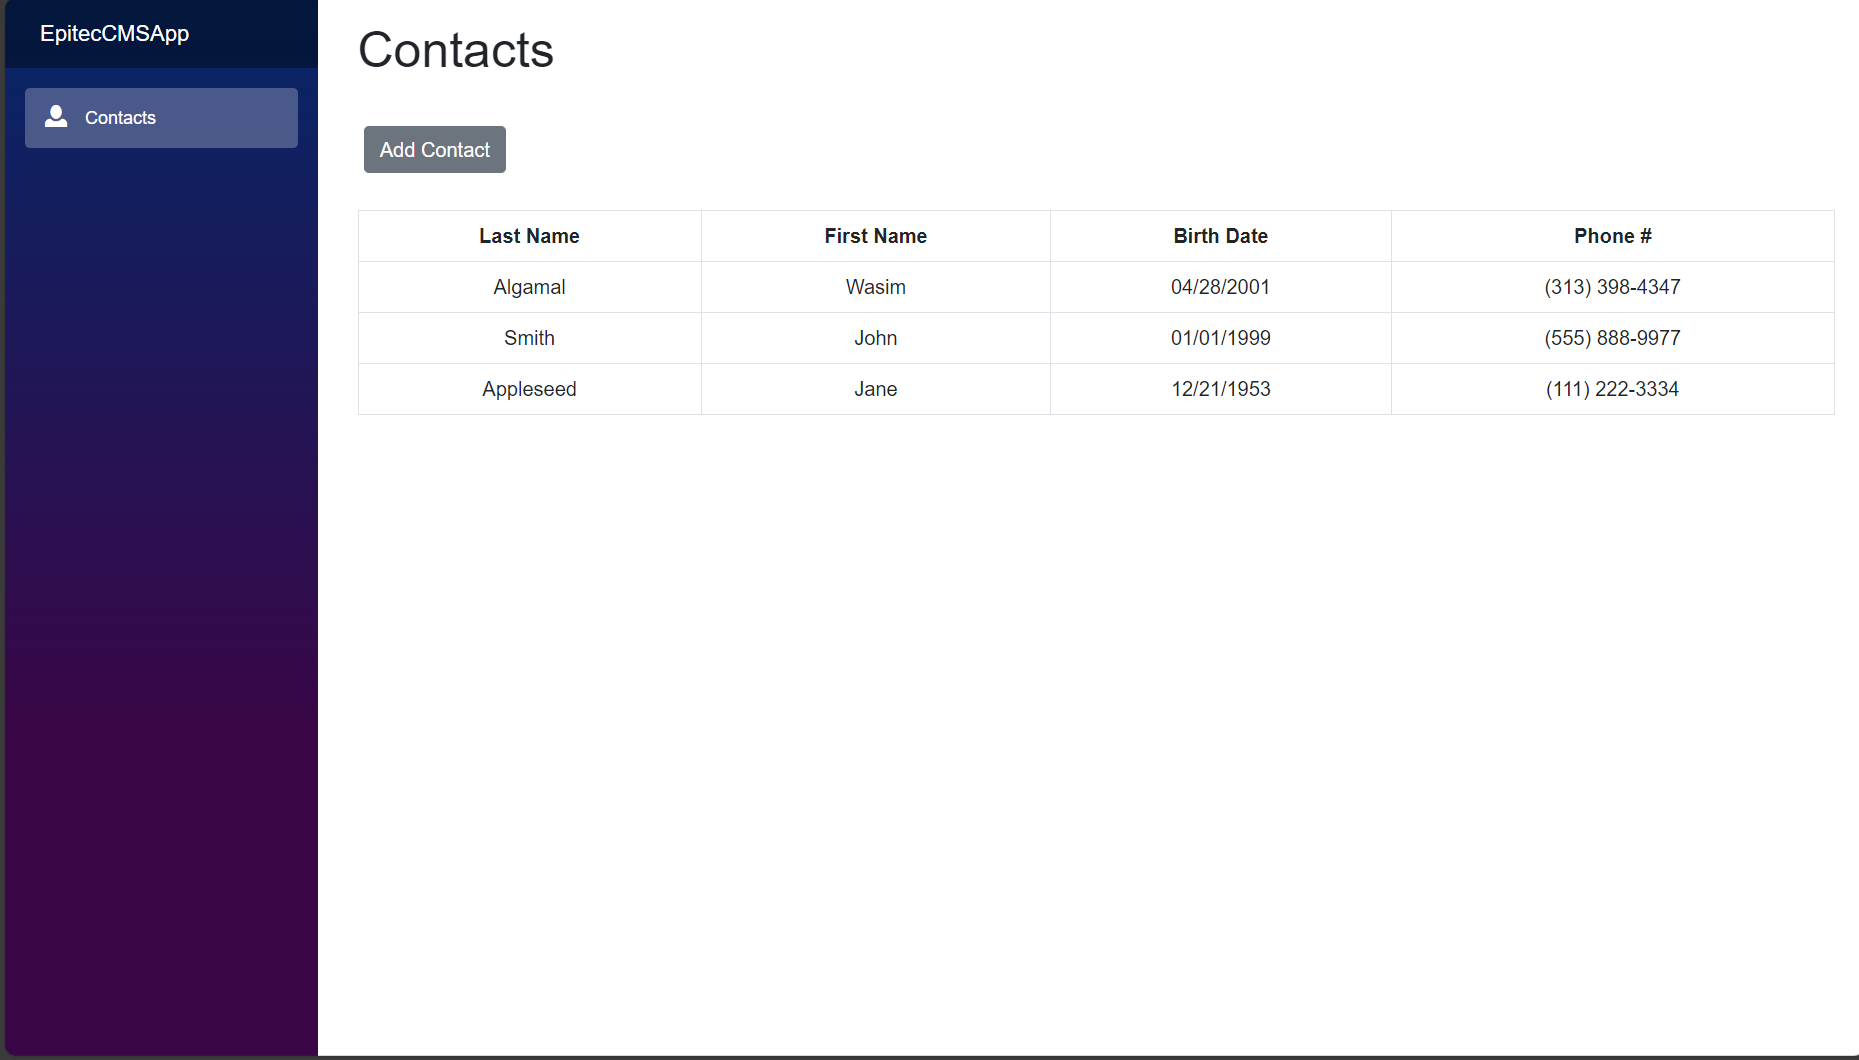 EpitecCMSApp
Contacts
Contacts
Add Contact
Last Name First Name Birth Date Phone #
Algamal Wasim 04/28/2001 (313) 398-4347
Smith John 01/01/1999 (555) 888-9977
Appleseed Jane 12/21/1953 (111) 222-3334